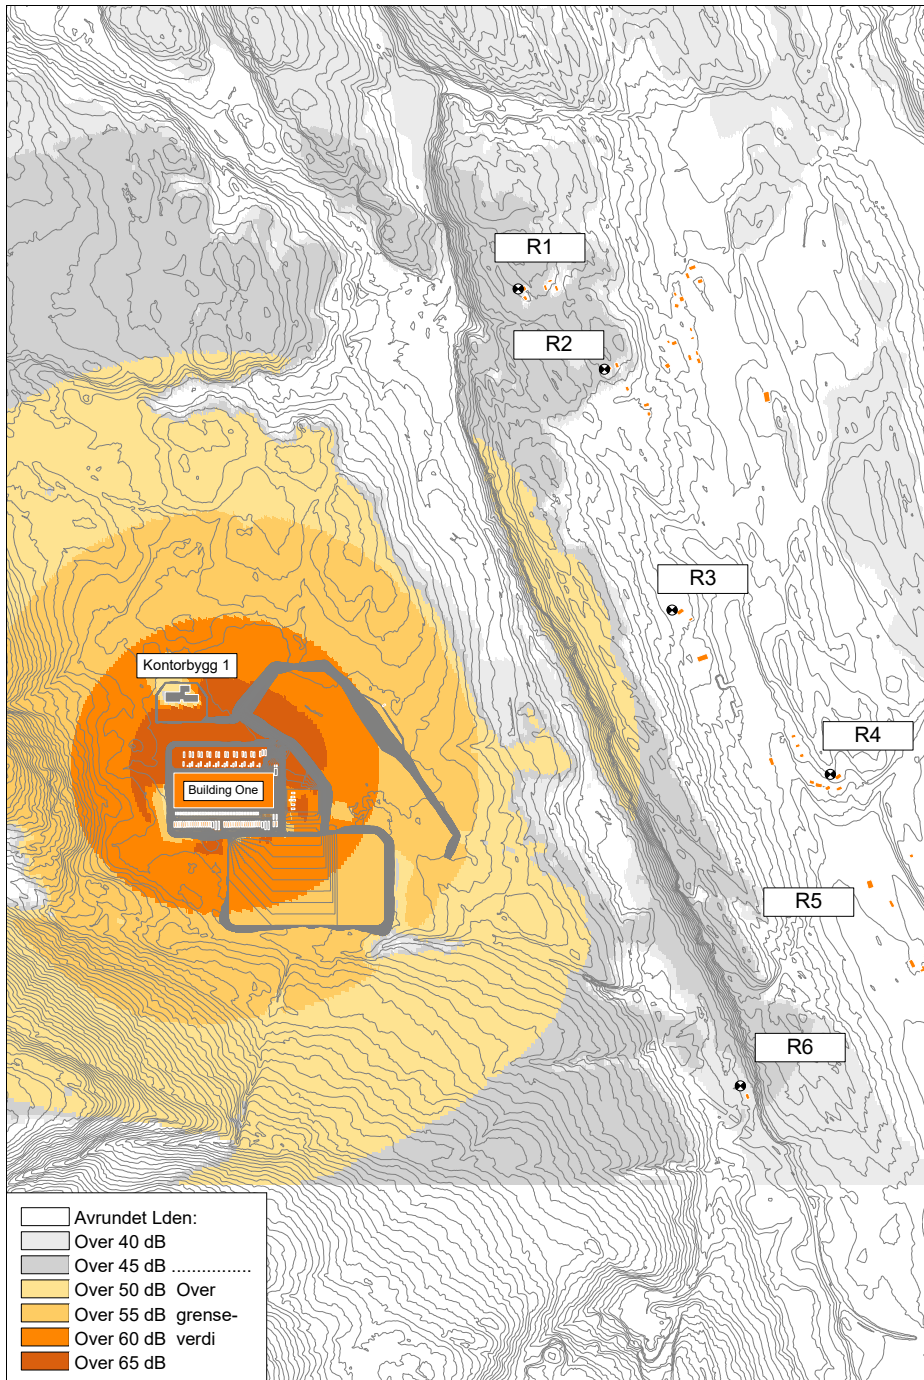 R1
R2
R3
Kontorbygg 1
R4
Building One
R5
R6
Avrundet Lden:
Over 40 dB
Over 45 dB ...............
Over 50 dB Over
Over 55 dB grense-
Over 60 dB verdi
Over 65 dB